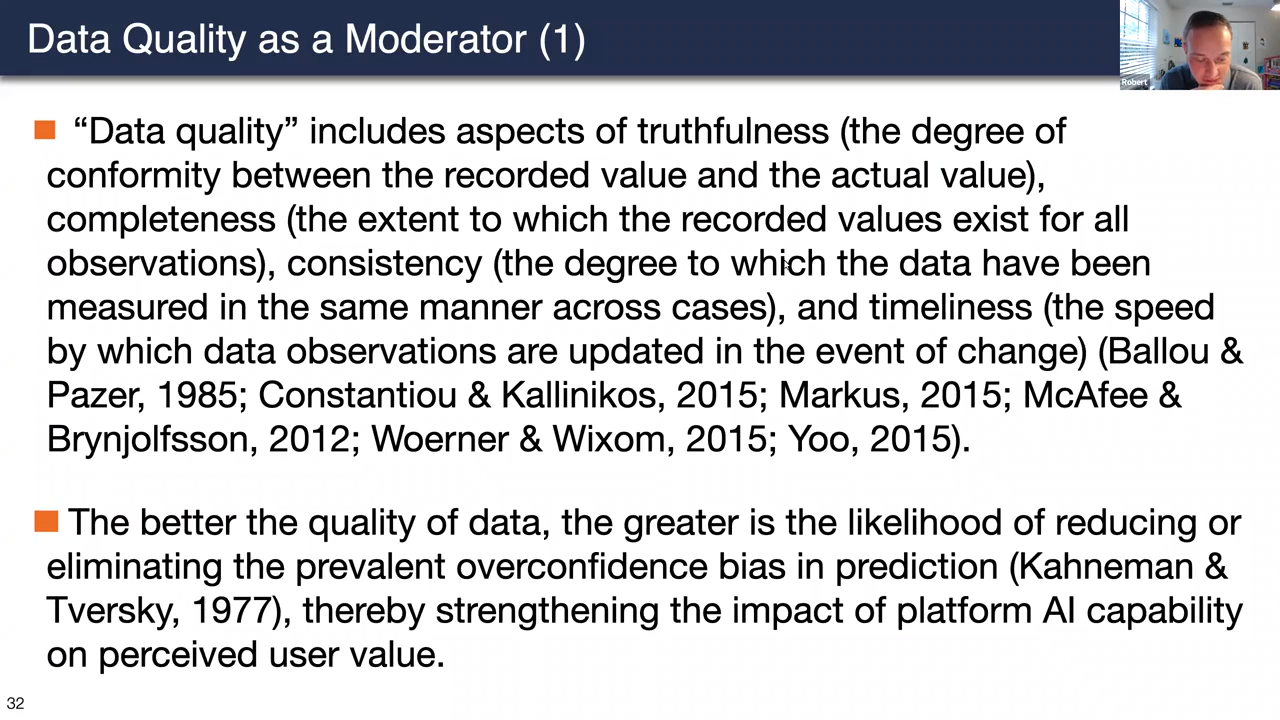 Data Quality as a Moderator (1)
Robert
“Data quality” includes aspects of truthfulness (the degree of
conformity between the recorded value and the actual value),
completeness (the extent to which the recorded values exist for all
observations), consistency (the degree to which the data have been
measured in the same manner across cases), and timeliness (the speed
by which data observations are updated in the event of change) (Ballou &
Pazer, 1985; Constantiou & Kallinikos, 2015; Markus, 2015; McAfee &
Brynjolfsson, 2012; Woerner & Wixom, 2015; Yoo, 2015).
The better the quality of data, the greater is the likelihood of reducing or
eliminating the prevalent overconfidence bias in prediction (Kahneman &
Tversky, 1977), thereby strengthening the impact of platform AI capability
on perceived user value.
32